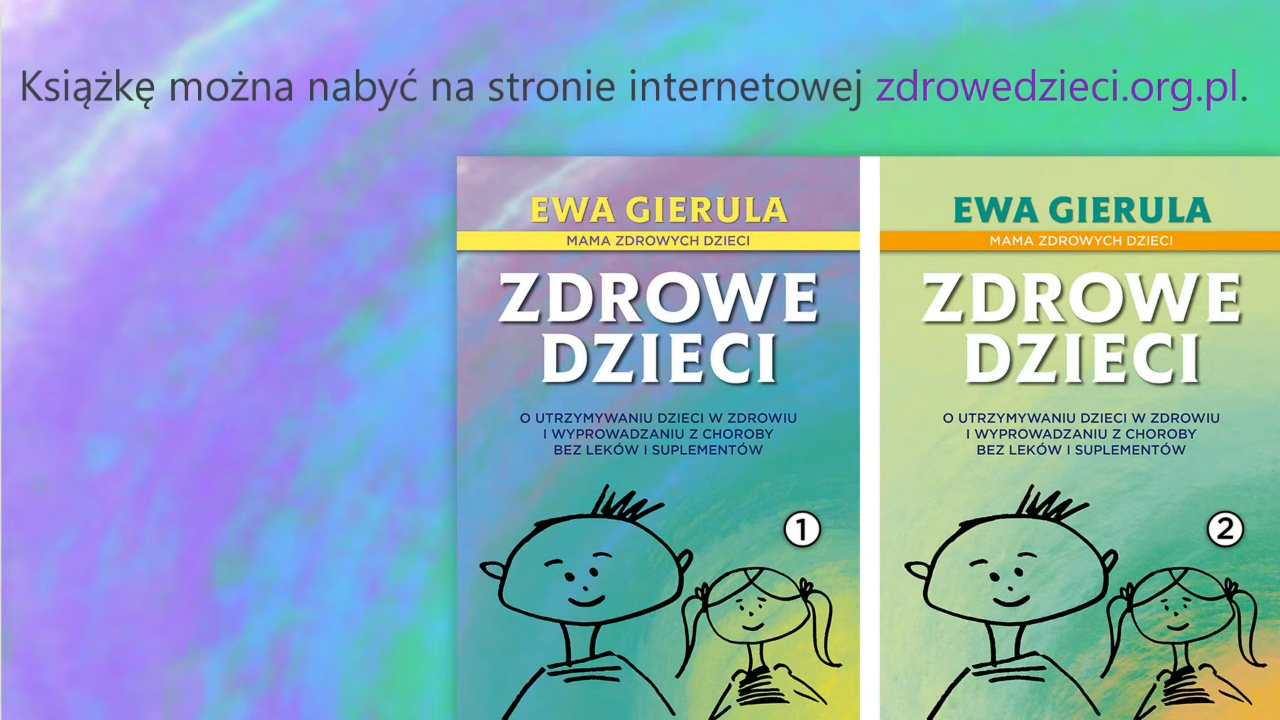 Książkę można nabyć na stronie internetowej zdrowedzieci.org.pl.
EWA GIERULA
MAMA ZDROWYCH DZIECI
ZDROWE
DZIECI
O UTRZYMYWANIU DZIECI W ZDROWIU
I WYPROWADZANIU Z CHOROBY
BEZ LEKÓW I SUPLEMENTÓW
1
EWA GIERULA
MAMA ZDROWYCH DZIECI
ZDROWE
DZIECI
O UTRZYMYWANIU DZIECI W ZDROWIU
I WYPROWADZANIU Z CHOROBY
BEZ LEKÓW I SUPLEMENTÓW
2